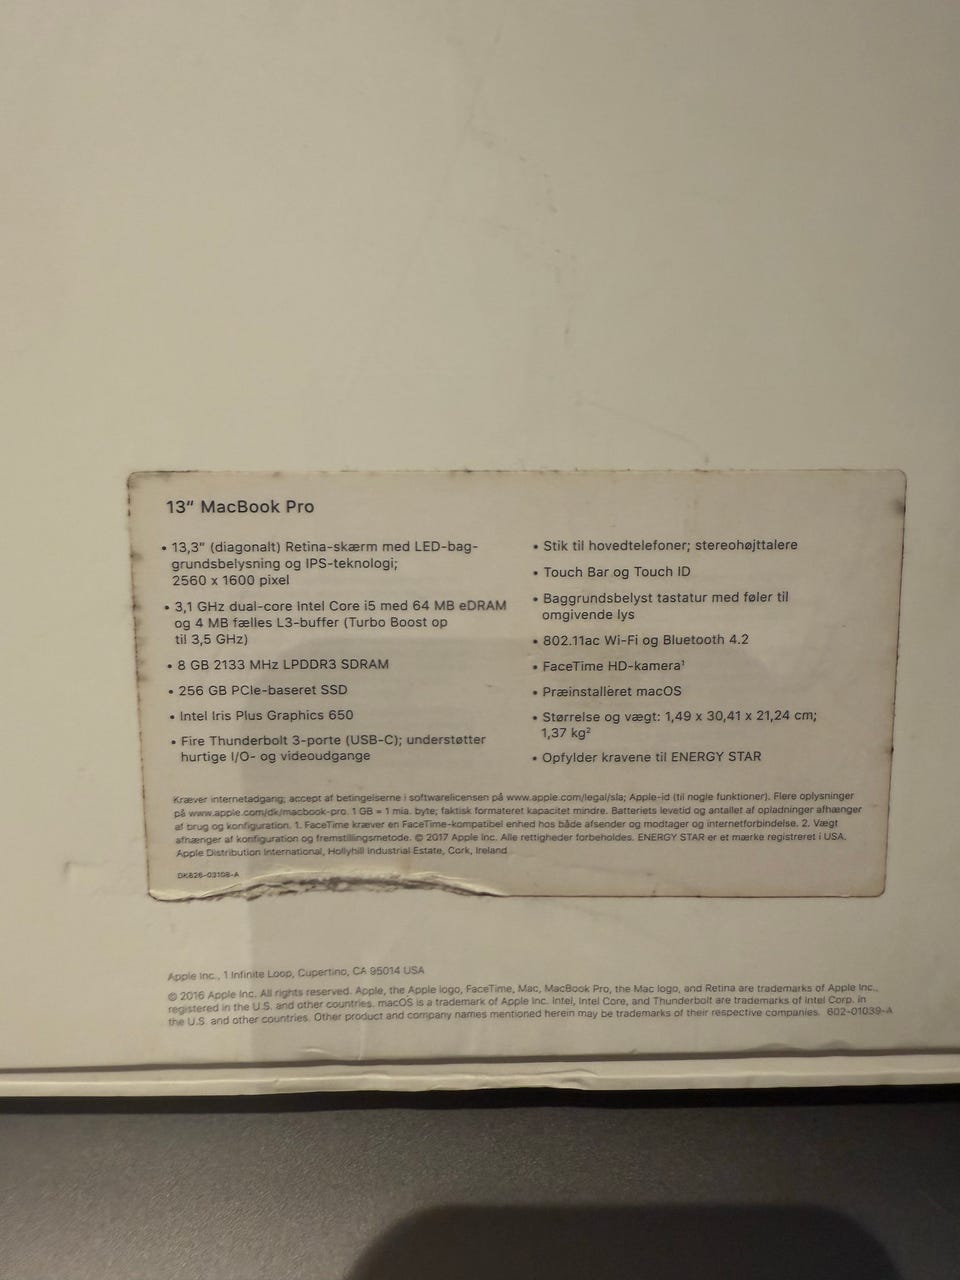 13" MacBook Pro
• 13,3" (diagonalt) Retina-skærm med LED-bag-
grundsbelysning og IPS-teknologi;
2560 x 1600 pixel
• 3,1 GHz dual-core Intel Core i5 med 64 MB eDRAM
og 4 MB fælles L3-buffer (Turbo Boost op
til 3,5 GHz)
• 8 GB 2133 MHz LPDDR3 SDRAM
• 256 GB PCIe-baseret SSD
• Intel Iris Plus Graphics 650
• Fire Thunderbolt 3-porte (USB-C); understøtter
hurtige I/O- og videoudgange
• Stik til hovedtelefoner; stereohøjttalere
• Touch Bar og Touch ID
• Baggrundsbelyst tastatur med føler til
omgivende lys
• 802.11ac Wi-Fi og Bluetooth 4.2
• FaceTime HD-kamera¹
• Præinstalleret macOS
• Størrelse og vægt: 1,49 x 30,41 x 21,24 cm;
1,37 kg²
• Opfylder kravene til ENERGY STAR
Kræver internetadgang; accept af betingelserne i softwarelicensen på www.apple.com/legal/sla; Apple-id (til nogle funktioner). Flere oplysninger
på www.apple.com/dk/macbook-pro. 1 GB = 1 mia. byte; faktisk formateret kapacitet mindre. Batteriets levetid og antallet af opladninger afhænger
af brug og konfiguration. 1. FaceTime kræver en FaceTime-kompatibel enhed hos både afsender og modtager og internetforbindelse. 2. Vægt
afhænger af konfiguration og fremstillingsmetode. © 2017 Apple Inc. Alle rettigheder forbeholdes. ENERGY STAR er et mærke registreret i USA.
Apple Distribution International, Hollyhill Industrial Estate, Cork, Ireland
DK626-03108-A
Apple Inc., 1 Infinite Loop, Cupertino, CA 95014 USA
© 2016 Apple Inc. All rights reserved. Apple, the Apple logo, FaceTime, Mac, MacBook Pro, the Mac logo, and Retina are trademarks of Apple Inc.,
registered in the U.S. and other countries. macOS is a trademark of Apple Inc. Intel, Intel Core, and Thunderbolt are trademarks of Intel Corp. in
the U.S. and other countries. Other product and company names mentioned herein may be trademarks of their respective companies. 602-01039-A